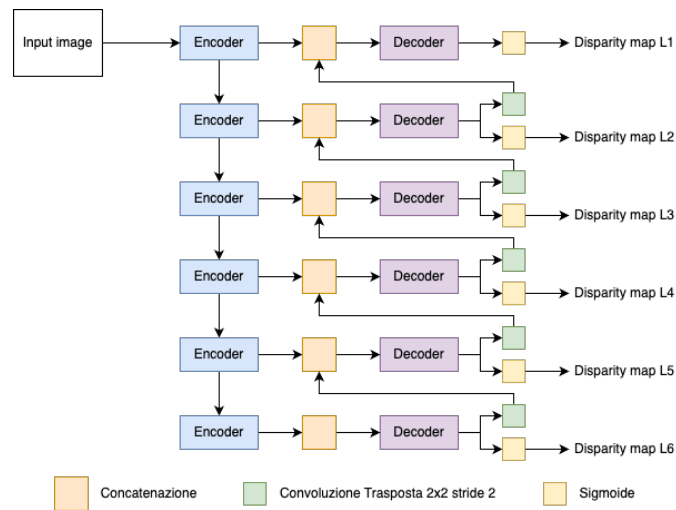 Input image
Encoder
Decoder
Disparity map L1
Encoder
Decoder
Disparity map L2
Encoder
Decoder
Disparity map L3
Encoder
Decoder
Disparity map L4
Encoder
Decoder
Disparity map L5
Encoder
Decoder
Disparity map L6
Concatenazione
Convoluzione Trasposta 2x2 stride 2
Sigmoide